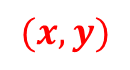 (x, y)